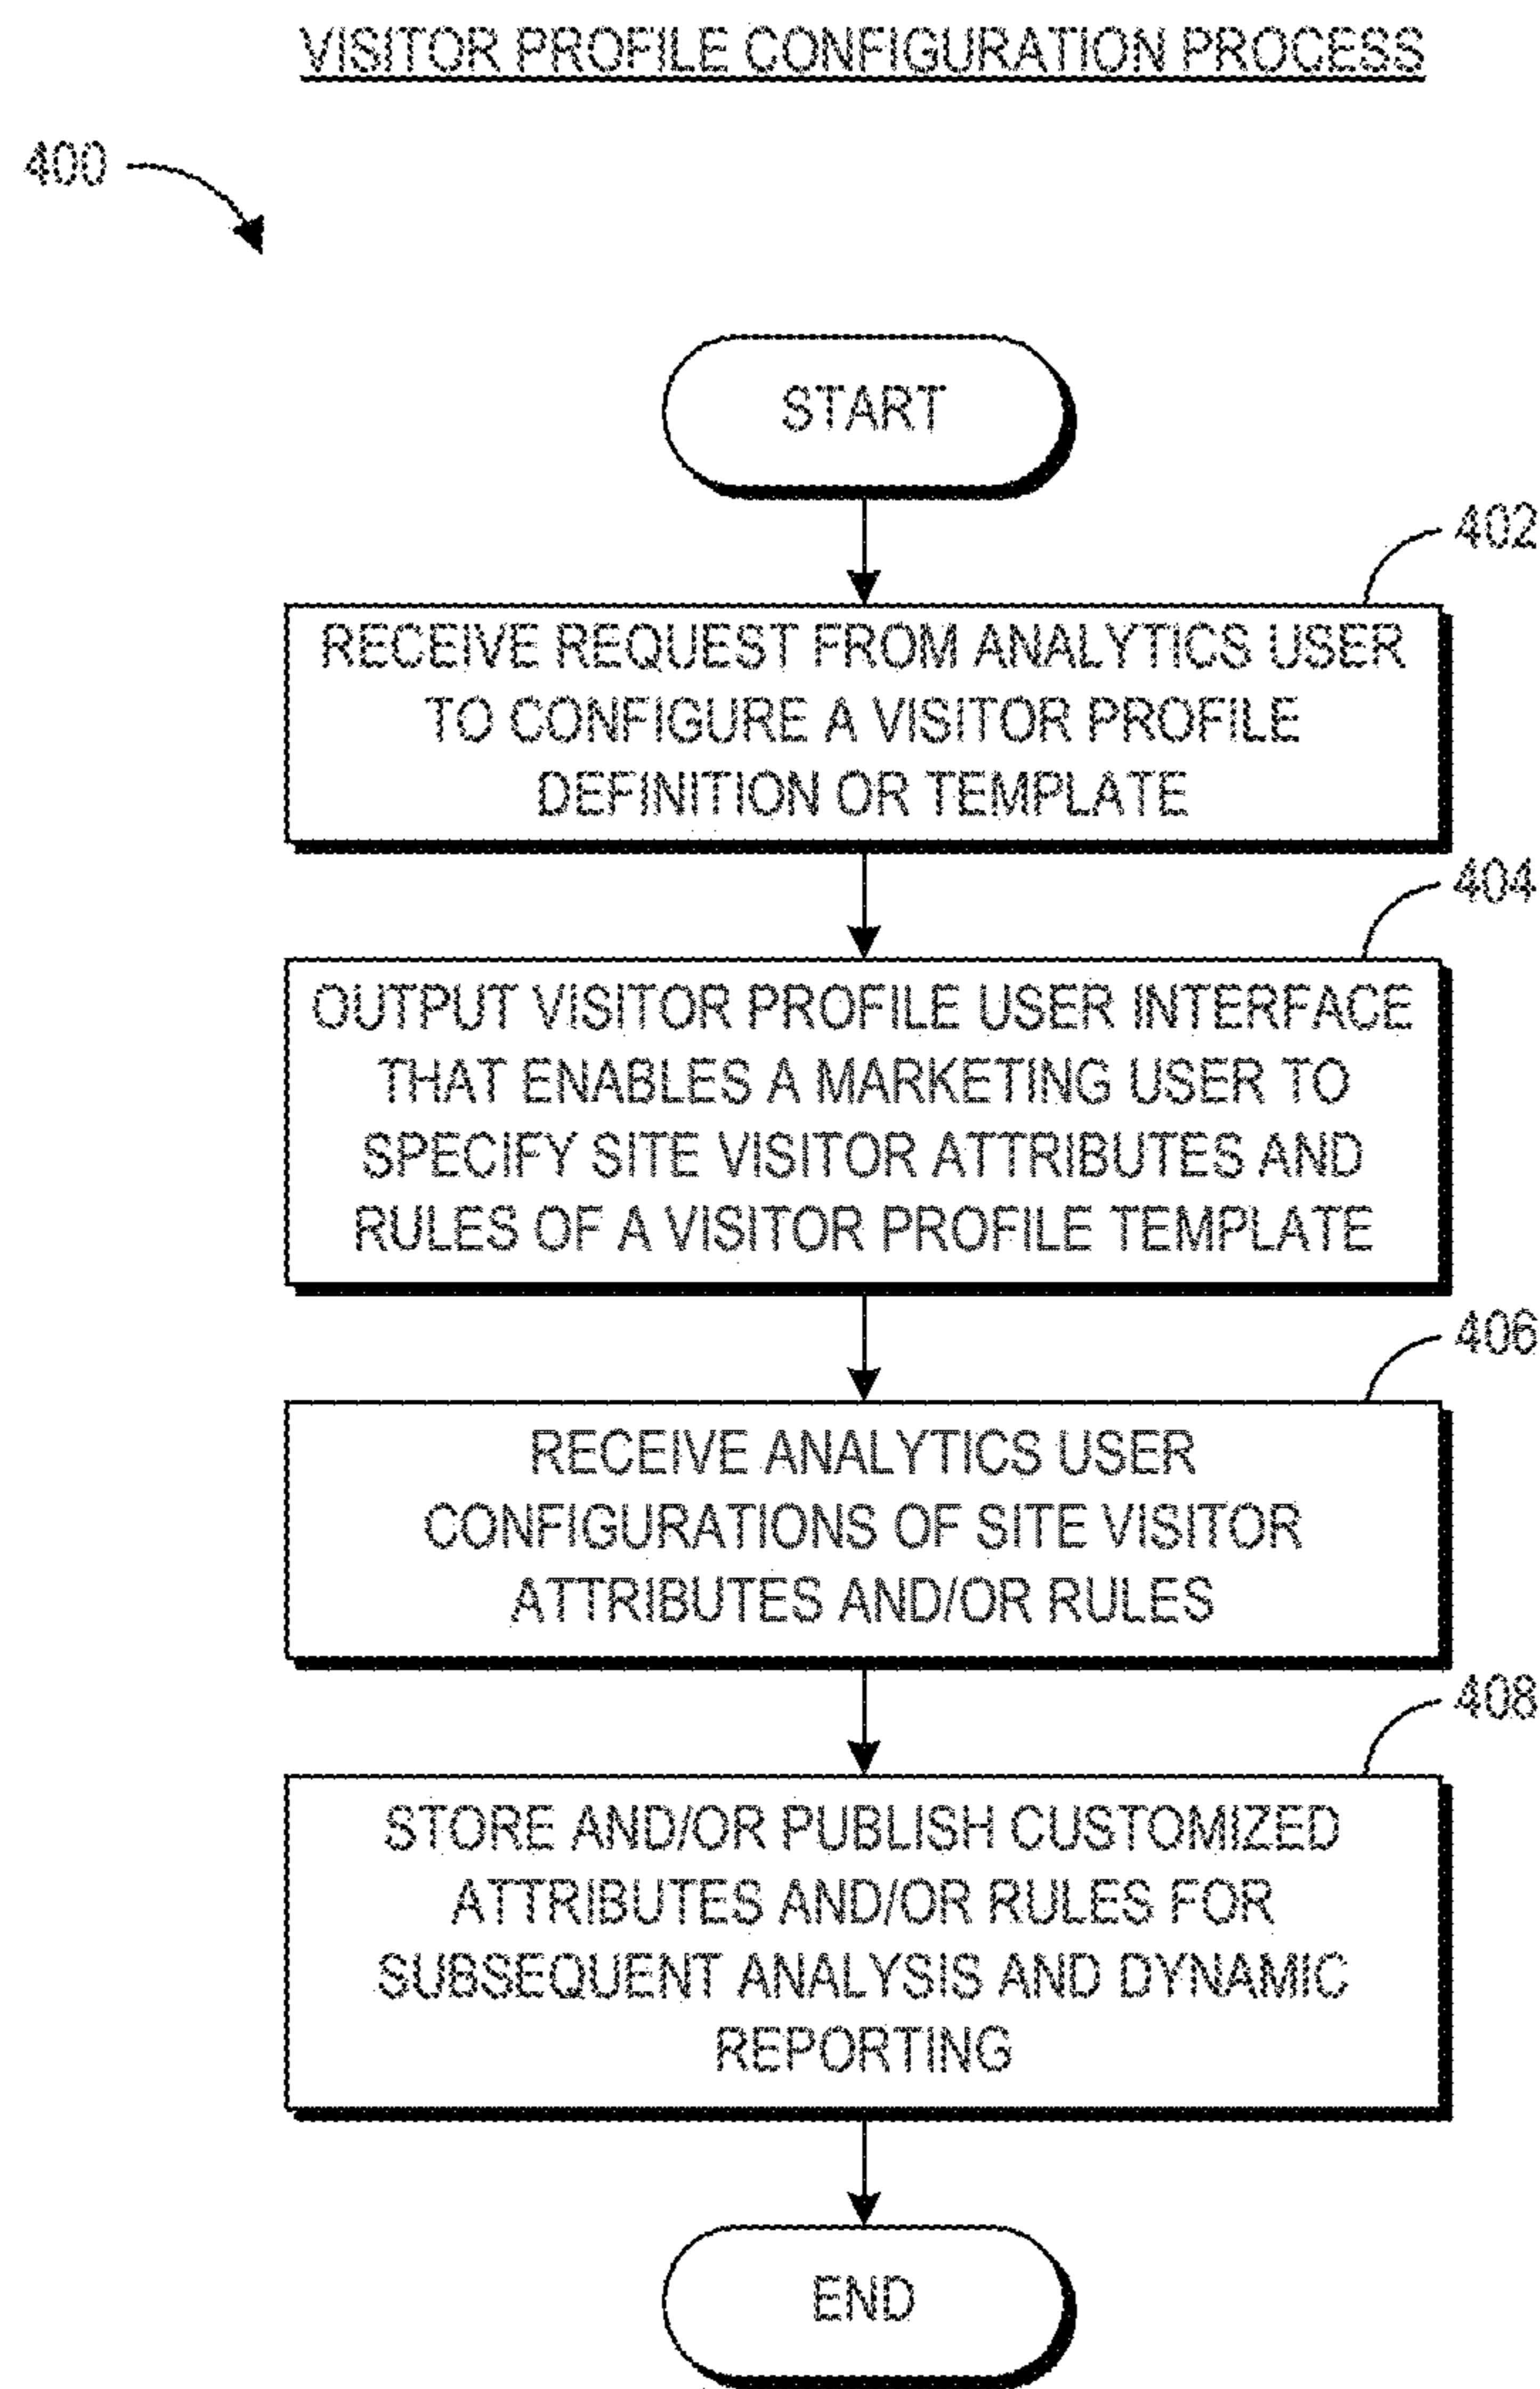 VISITOR PROFILE CONFIGURATION PROCESS
400
START
402
RECEIVE REQUEST FROM ANALYTICS USER
TO CONFIGURE A VISITOR PROFILE
DEFINITION OR TEMPLATE
404
OUTPUT VISITOR PROFILE USER INTERFACE
THAT ENABLES A MARKETING USER TO
SPECIFY SITE VISITOR ATTRIBUTES AND
RULES OF A VISITOR PROFILE TEMPLATE
406
RECEIVE ANALYTICS USER
CONFIGURATIONS OF SITE VISITOR
ATTRIBUTES AND/OR RULES
408
STORE AND/OR PUBLISH CUSTOMIZED
ATTRIBUTES AND/OR RULES FOR
SUBSEQUENT ANALYSIS AND DYNAMIC
REPORTING
END